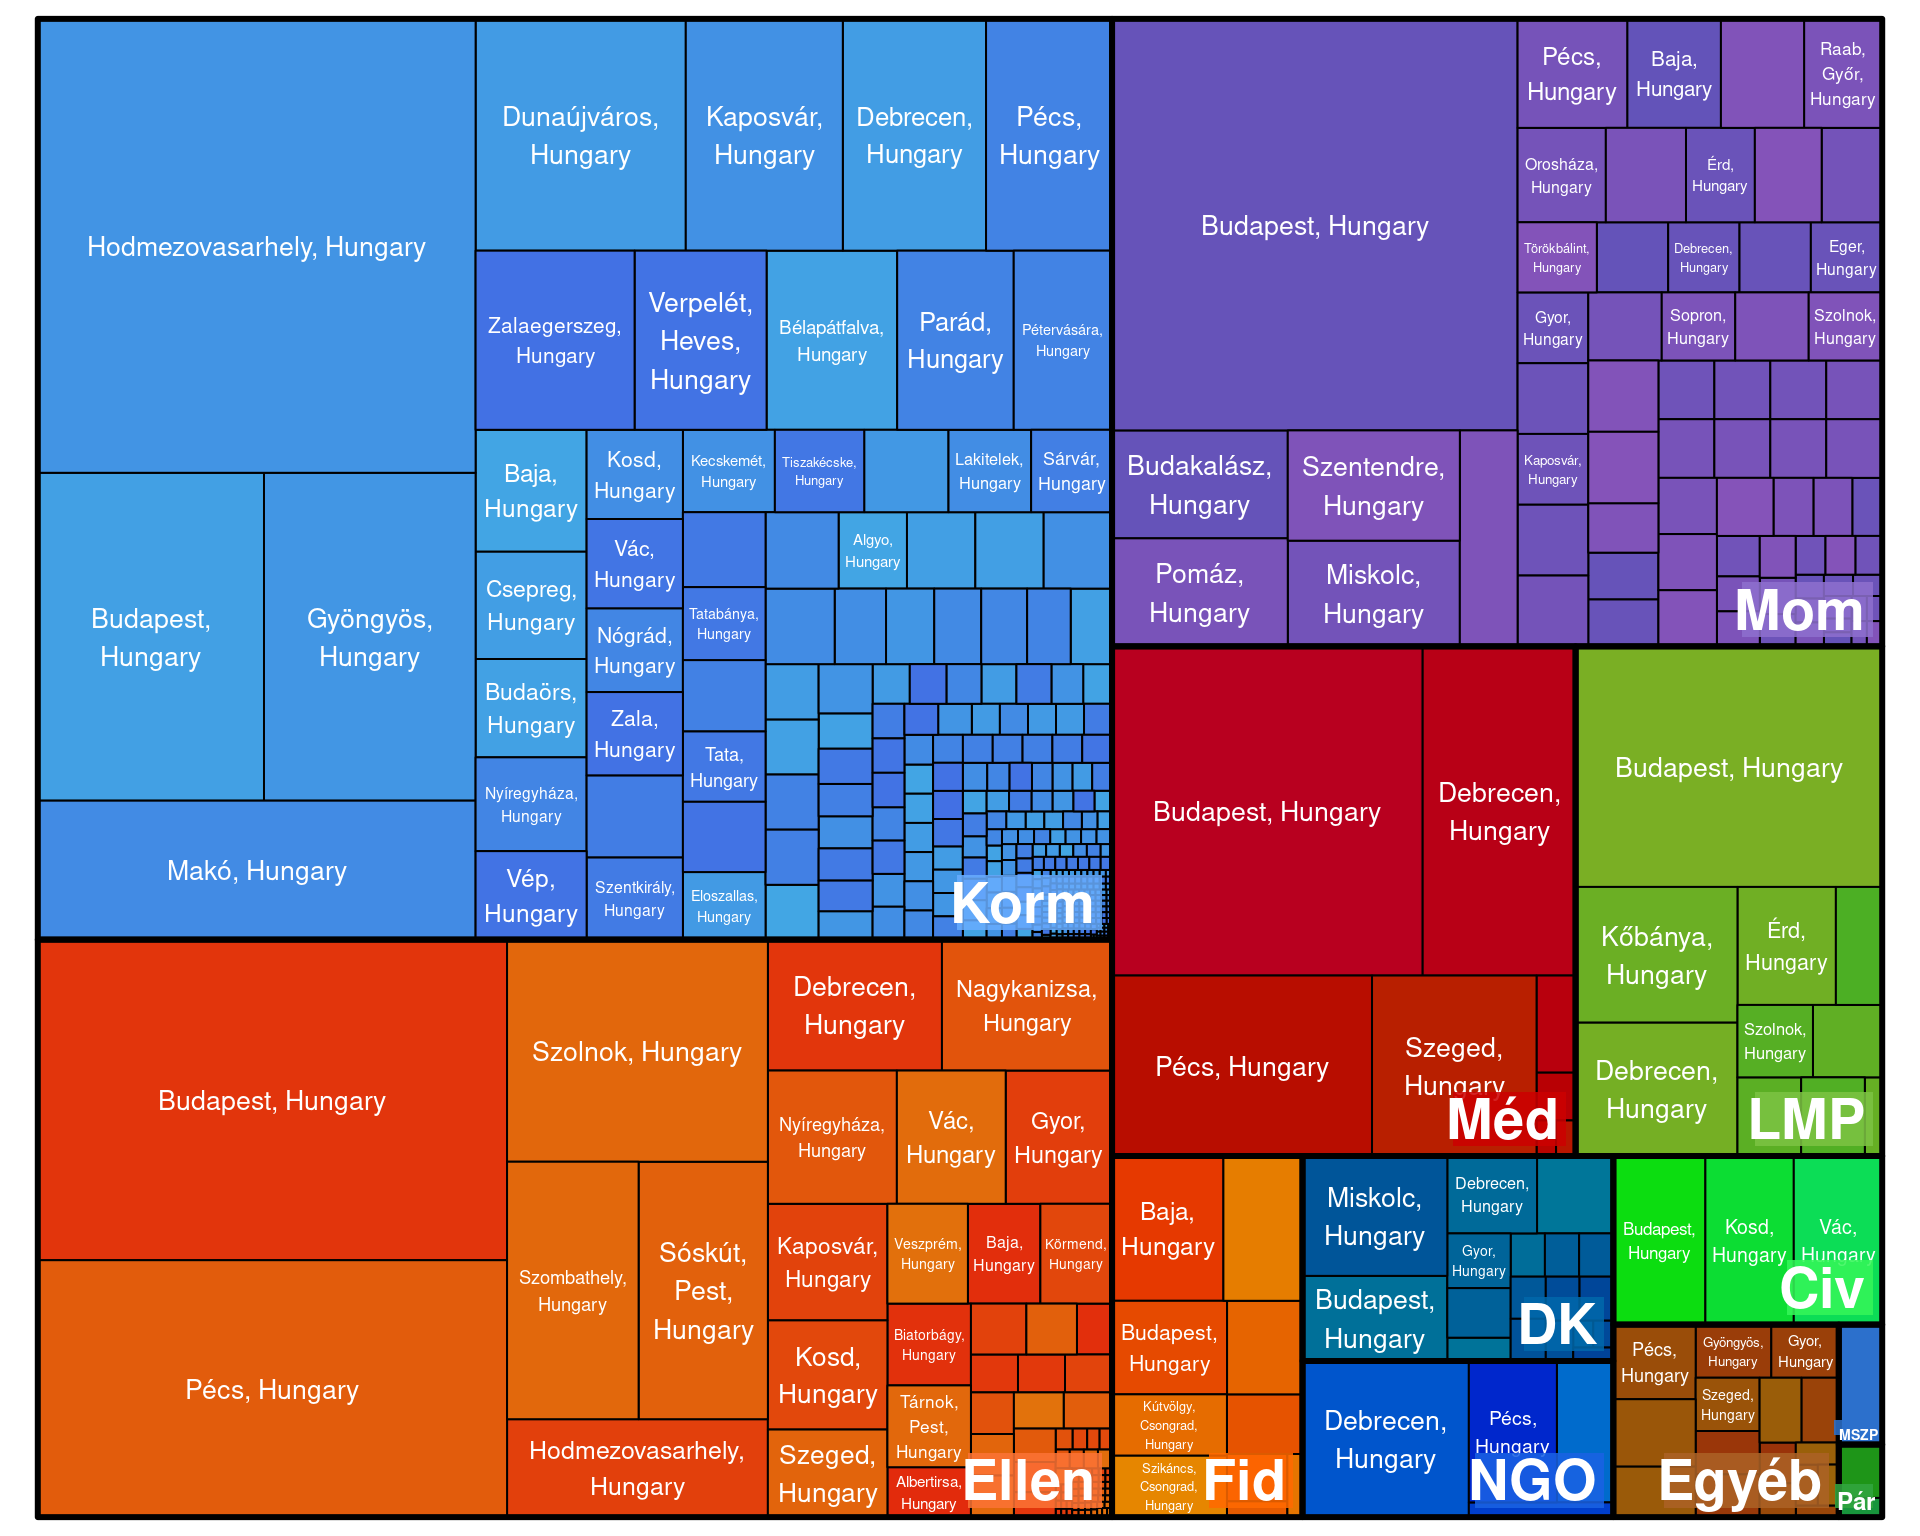 Hodmezovasarhely, Hungary
Budapest,
Hungary
Gyöngyös,
Hungary
Makó, Hungary
Dunaújváros,
Hungary
Kaposvár,
Hungary
Debrecen,
Hungary
Pécs,
Hungary
Zalaegerszeg,
Hungary
Verpelét,
Heves,
Hungary
Bélapátfalva,
Hungary
Parád,
Hungary
Pétervására,
Hungary
Baja,
Hungary
Csepreg,
Hungary
Budaörs,
Hungary
Nyíregyháza,
Hungary
Vép,
Hungary
Kosd,
Hungary
Vác,
Hungary
Nógrád,
Hungary
Zala,
Hungary
Szentkirály,
Hungary
Kecskemét,
Hungary
Tiszakécske,
Hungary
Lakitelek,
Hungary
Sárvár,
Hungary
Algyo,
Hungary
Tatabánya,
Hungary
Tata,
Hungary
Eloszallas,
Hungary
Korm
Budapest, Hungary
Pécs, Hungary
Szolnok, Hungary
Szombathely,
Hungary
Sóskút,
Pest,
Hungary
Hodmezovasarhely,
Hungary
Debrecen,
Hungary
Nagykanizsa,
Hungary
Nyíregyháza,
Hungary
Vác,
Hungary
Gyor,
Hungary
Kaposvár,
Hungary
Kosd,
Hungary
Szeged,
Hungary
Veszprém,
Hungary
Baja,
Hungary
Körmend,
Hungary
Biatorbágy,
Hungary
Tárnok,
Pest,
Hungary
Albertirsa,
Hungary
Ellen
Budapest, Hungary
Budakalász,
Hungary
Pomáz,
Hungary
Szentendre,
Hungary
Miskolc,
Hungary
Pécs,
Hungary
Baja,
Hungary
Raab,
Győr,
Hungary
Orosháza,
Hungary
Érd,
Hungary
Törökbálint,
Hungary
Debrecen,
Hungary
Eger,
Hungary
Gyor,
Hungary
Sopron,
Hungary
Szolnok,
Hungary
Kaposvár,
Hungary
Mom
Budapest, Hungary
Debrecen,
Hungary
Pécs, Hungary
Szeged,
Hungary
Méd
Budapest, Hungary
Kőbánya,
Hungary
Debrecen,
Hungary
Érd,
Hungary
Szolnok,
Hungary
LMP
Baja,
Hungary
Budapest,
Hungary
Kútvölgy,
Csongrad,
Hungary
Szikáncs,
Csongrad,
Hungary
Fid
Miskolc,
Hungary
Budapest,
Hungary
Debrecen,
Hungary
Gyor,
Hungary
DK
Debrecen,
Hungary
Pécs,
Hungary
NGO
Budapest,
Hungary
Kosd,
Hungary
Vác,
Hungary
Civ
Pécs,
Hungary
Gyöngyös,
Hungary
Gyor,
Hungary
Szeged,
Hungary
Egyéb
MSZP
Pár